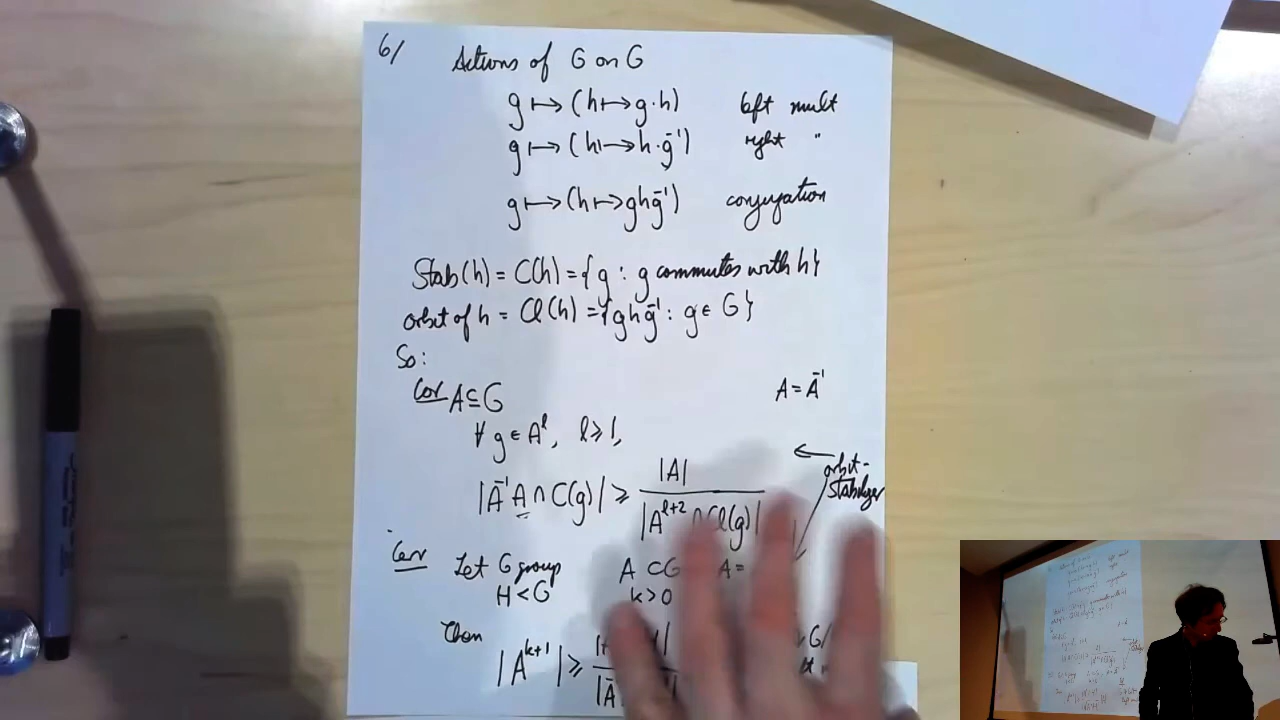 6/ Actions of G on G
g ↦ (h ↦ g·h) left mult
g ↦ (h ↦ h·g⁻¹) right "
g ↦ (h ↦ ghg⁻¹) conjugation
Stab(h) = C(h) = {g : g commutes with h}
orbit of h = Cl(h) = {ghg⁻¹ : g ∈ G}
So:
Cor A ⊆ G A = A⁻¹
∀ g ∈ Aˡ, l ≥ 1,
|A⁻¹A ∩ C(g)| ≥ |A| / |Aˡ⁺² ∩ Cl(g)| ← orbit-stabilizer
Cor Let G group A ⊂ G A =
H < G k > 0
Then
|Aᵏ⁺¹| ≥